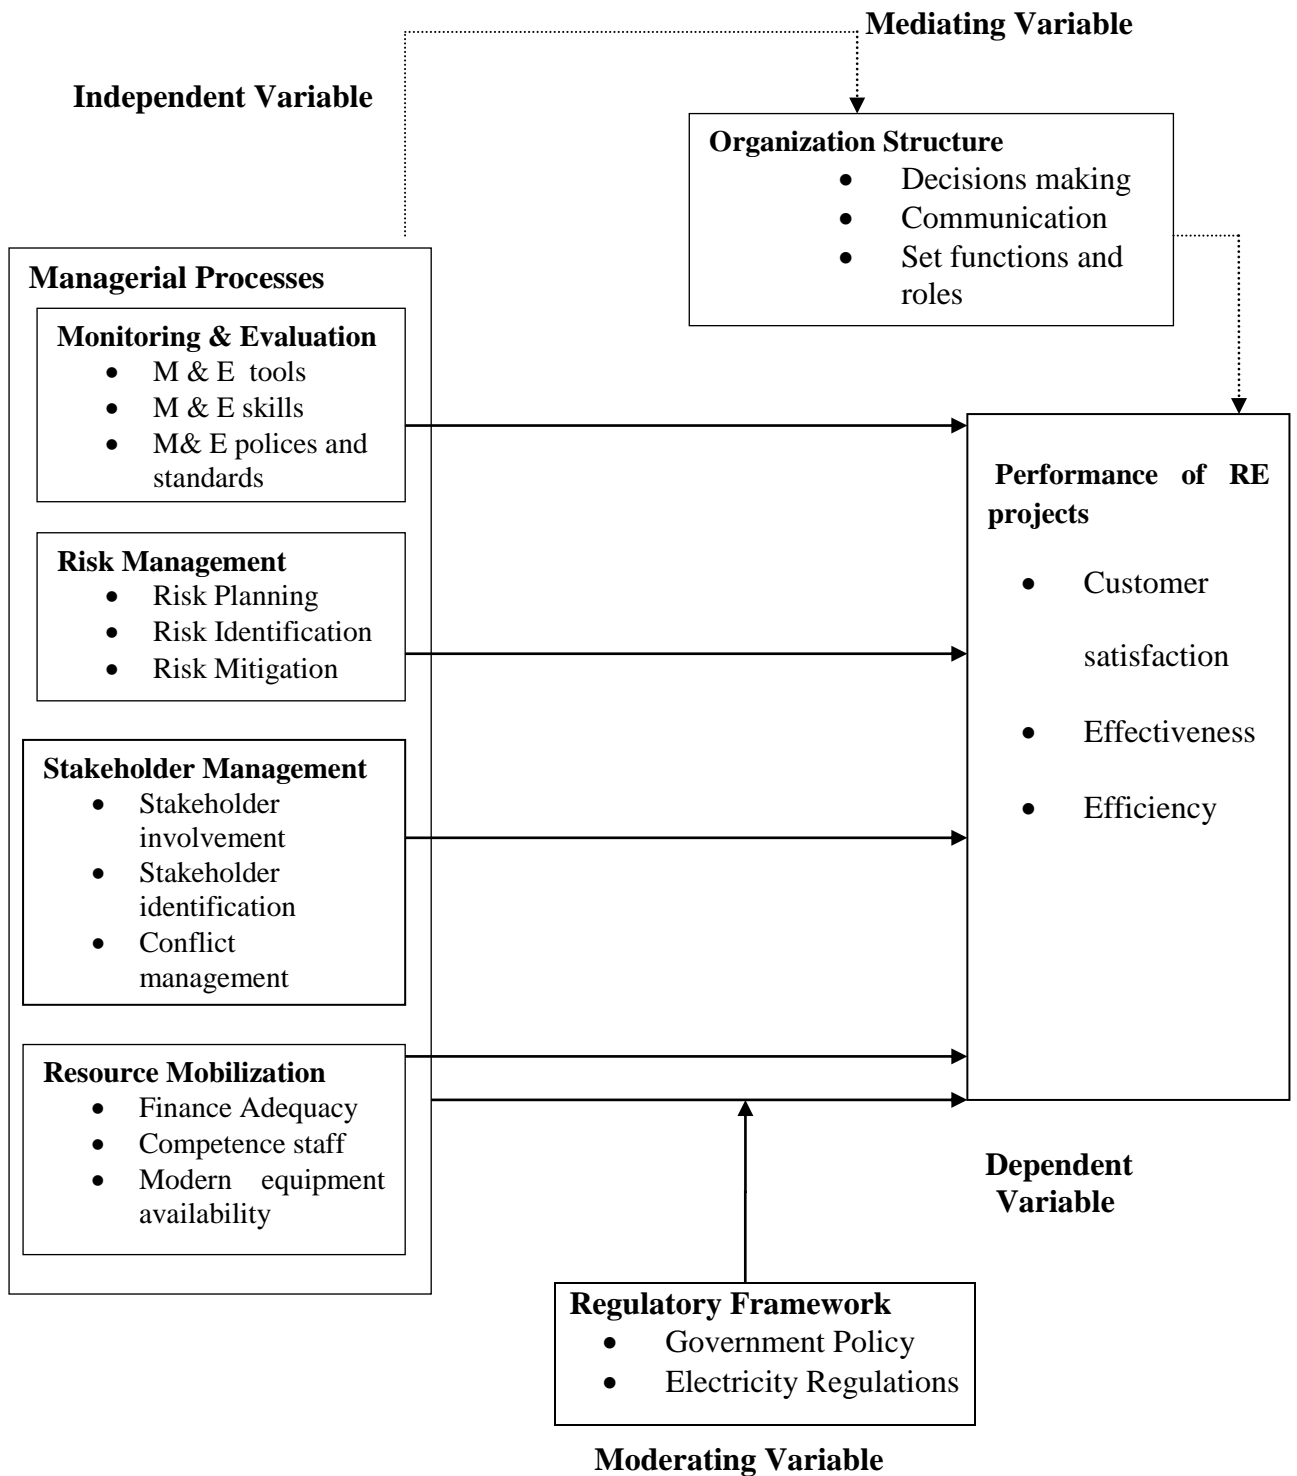 Mediating Variable
Independent Variable
Organization Structure
• Decisions making
• Communication
• Set functions and
roles
Managerial Processes
Monitoring & Evaluation
• M & E tools
• M & E skills
• M& E polices and
standards
Risk Management
• Risk Planning
• Risk Identification
• Risk Mitigation
Stakeholder Management
• Stakeholder
involvement
• Stakeholder
identification
• Conflict
management
Resource Mobilization
• Finance Adequacy
• Competence staff
• Modern equipment
availability
Performance of RE
projects
• Customer
satisfaction
• Effectiveness
• Efficiency
Dependent
Variable
Regulatory Framework
• Government Policy
• Electricity Regulations
Moderating Variable